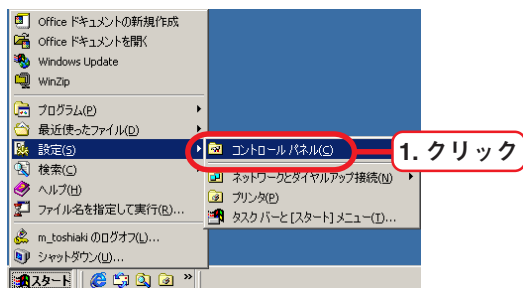 Office ドキュメントの新規作成
Office ドキュメントを開く
Windows Update
WinZip
プログラム(P)
最近使ったファイル(D)
設定(S)
検索(C)
ヘルプ(H)
ファイル名を指定して実行(R)...
m_toshiaki のログオフ(L)...
シャットダウン(U)...
コントロール パネル(C)
ネットワークとダイヤルアップ接続(N)
プリンタ(P)
タスク バーと [スタート] メニュー(T)...
1. クリック
スタート
»